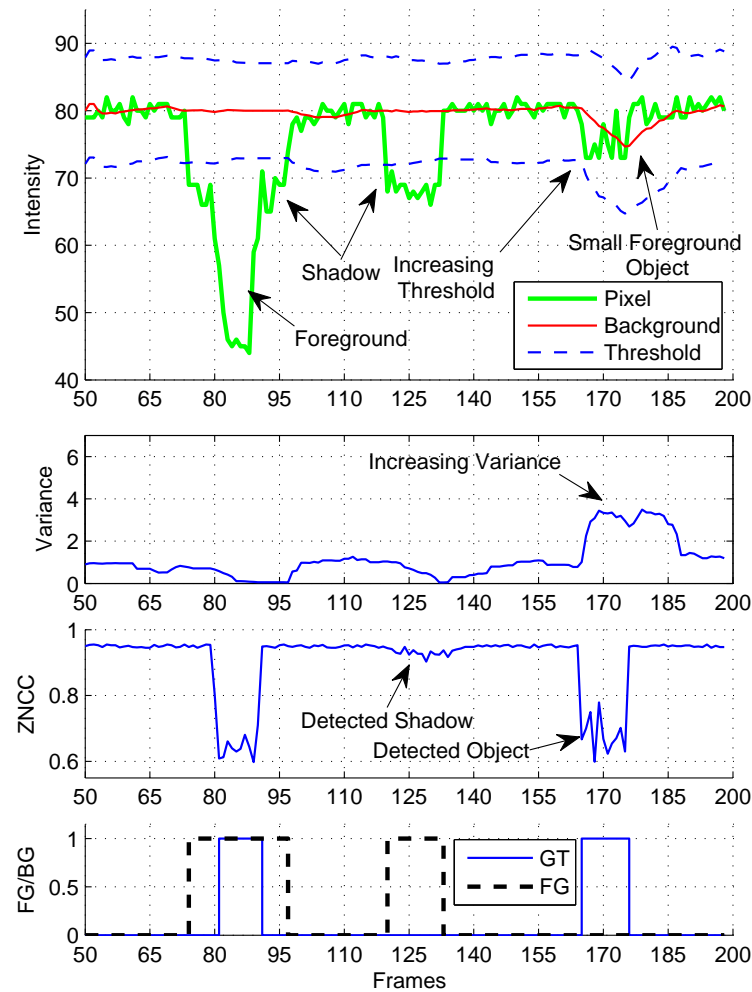 90
80
70
60
50
40
Intensity
Shadow
Foreground
Increasing
Threshold
Small Foreground
Object
Pixel
Background
Threshold
50 65 80 95 110 125 140 155 170 185 200
6
4
2
0
Variance
Increasing Variance
50 65 80 95 110 125 140 155 170 185 200
1
0.8
0.6
ZNCC
Detected Shadow
Detected Object
50 65 80 95 110 125 140 155 170 185 200
1
0.5
0
FG/BG
GT
FG
50 65 80 95 110 125 140 155 170 185 200
Frames